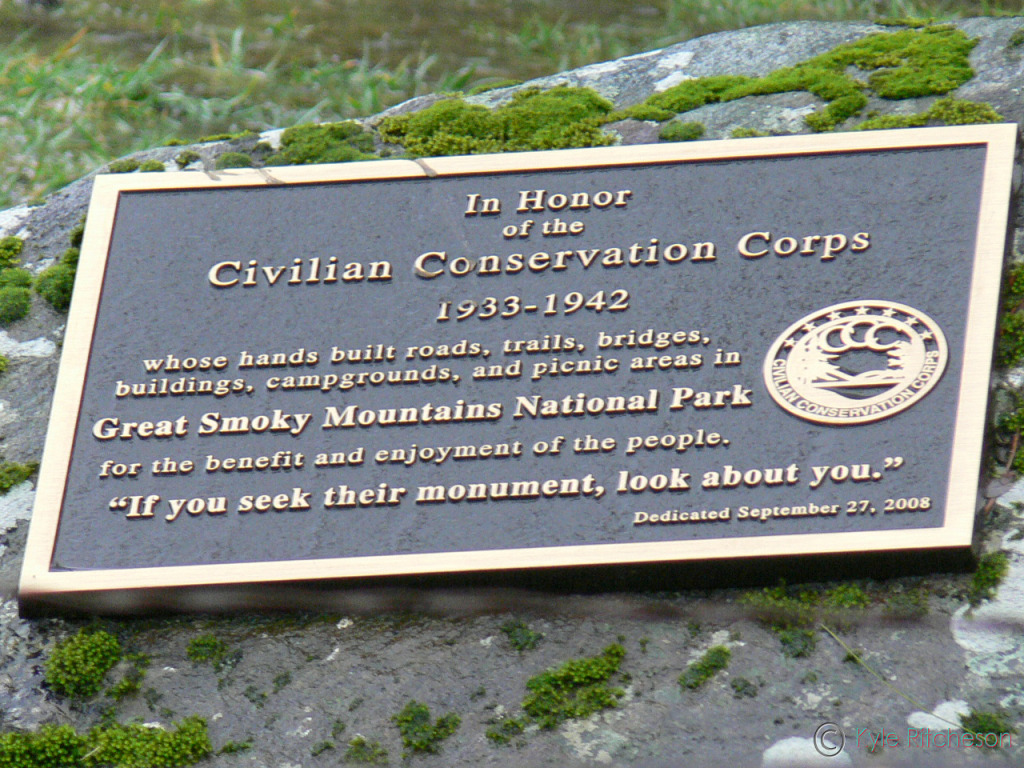 In Honor
of the
Civilian Conservation Corps
1933-1942
whose hands built roads, trails, bridges,
buildings, campgrounds, and picnic areas in
Great Smoky Mountains National Park
for the benefit and enjoyment of the people.
“If you seek their monument, look about you.”
Dedicated September 27, 2008
CCC
CIVILIAN CONSERVATION CORPS
© Kyle Ritcheson